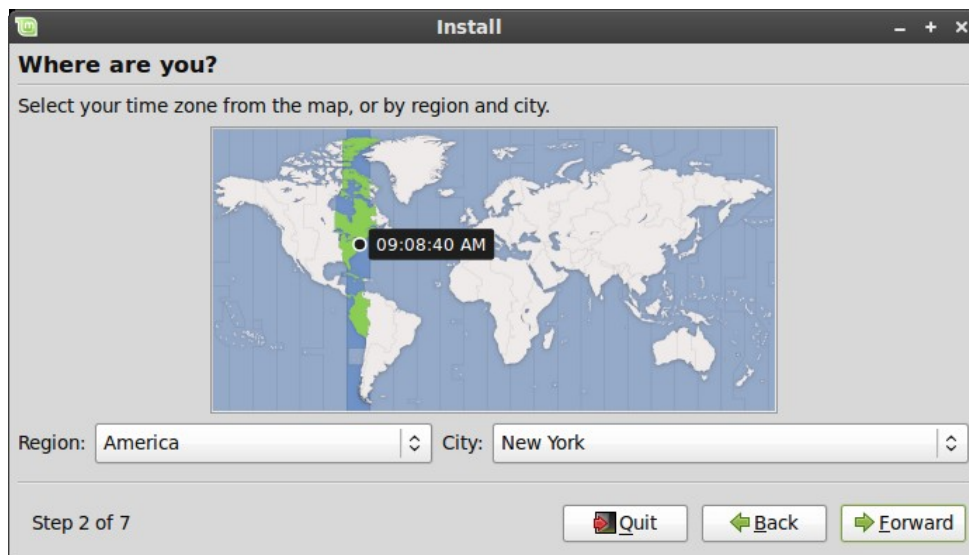 Install
Where are you?
Select your time zone from the map, or by region and city.
09:08:40 AM
Region: America City: New York
Step 2 of 7 Quit Back Forward